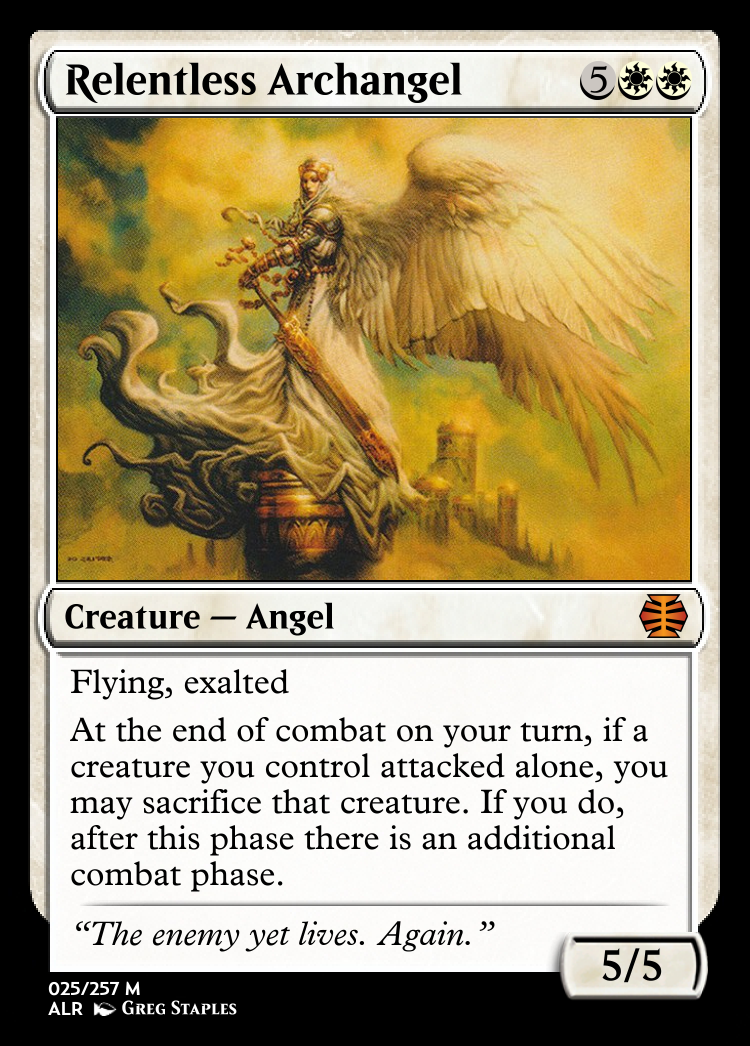 Relentless Archangel 5
Creature — Angel
Flying, exalted
At the end of combat on your turn, if a
creature you control attacked alone, you
may sacrifice that creature. If you do,
after this phase there is an additional
combat phase.
“The enemy yet lives. Again.”
5/5
025/257 M
ALR Greg Staples